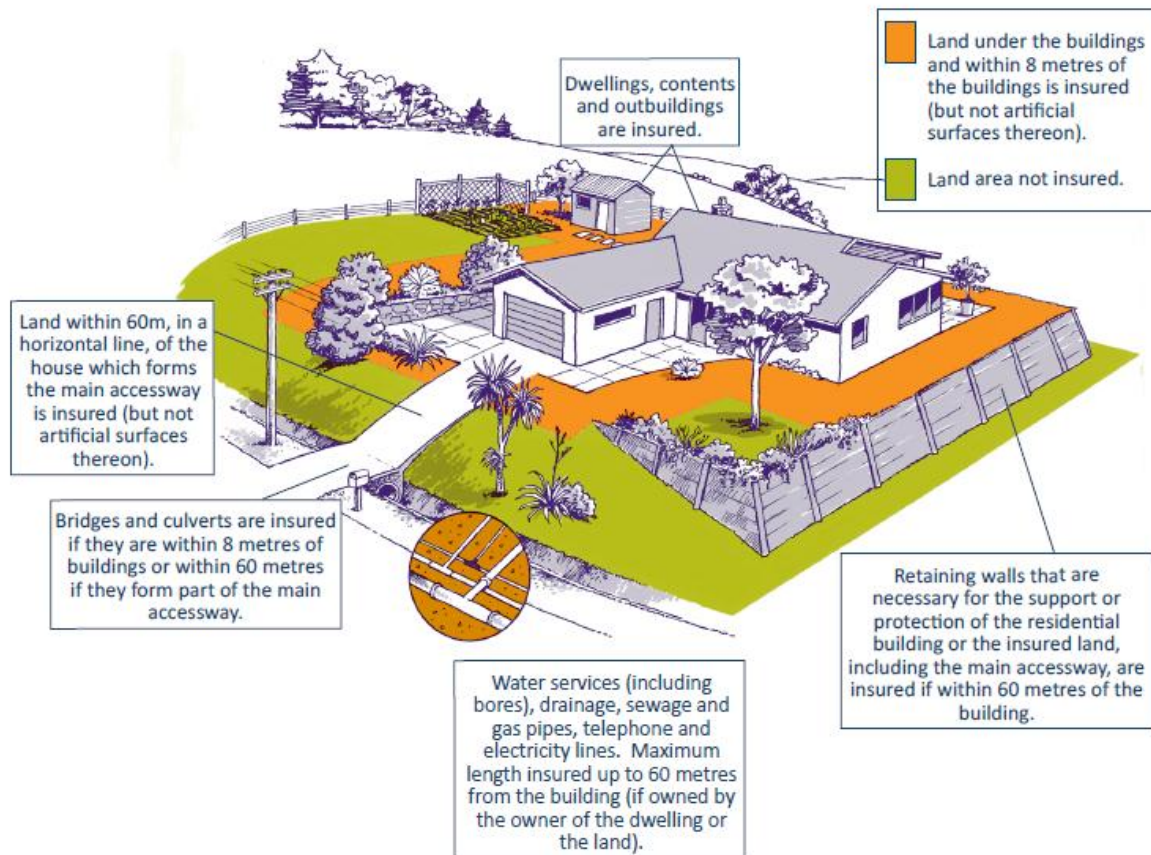 Land under the buildings
and within 8 metres of
the buildings is insured
(but not artificial
surfaces thereon).
Land area not insured.
Dwellings, contents
and outbuildings
are insured.
Land within 60m, in a
horizontal line, of the
house which forms
the main accessway
is insured (but not
artificial surfaces
thereon).
Bridges and culverts are insured
if they are within 8 metres of
buildings or within 60 metres
if they form part of the main
accessway.
Water services (including
bores), drainage, sewage and
gas pipes, telephone and
electricity lines. Maximum
length insured up to 60 metres
from the building (if owned by
the owner of the dwelling or
the land).
Retaining walls that are
necessary for the support or
protection of the residential
building or the insured land,
including the main accessway, are
insured if within 60 metres of the
building.